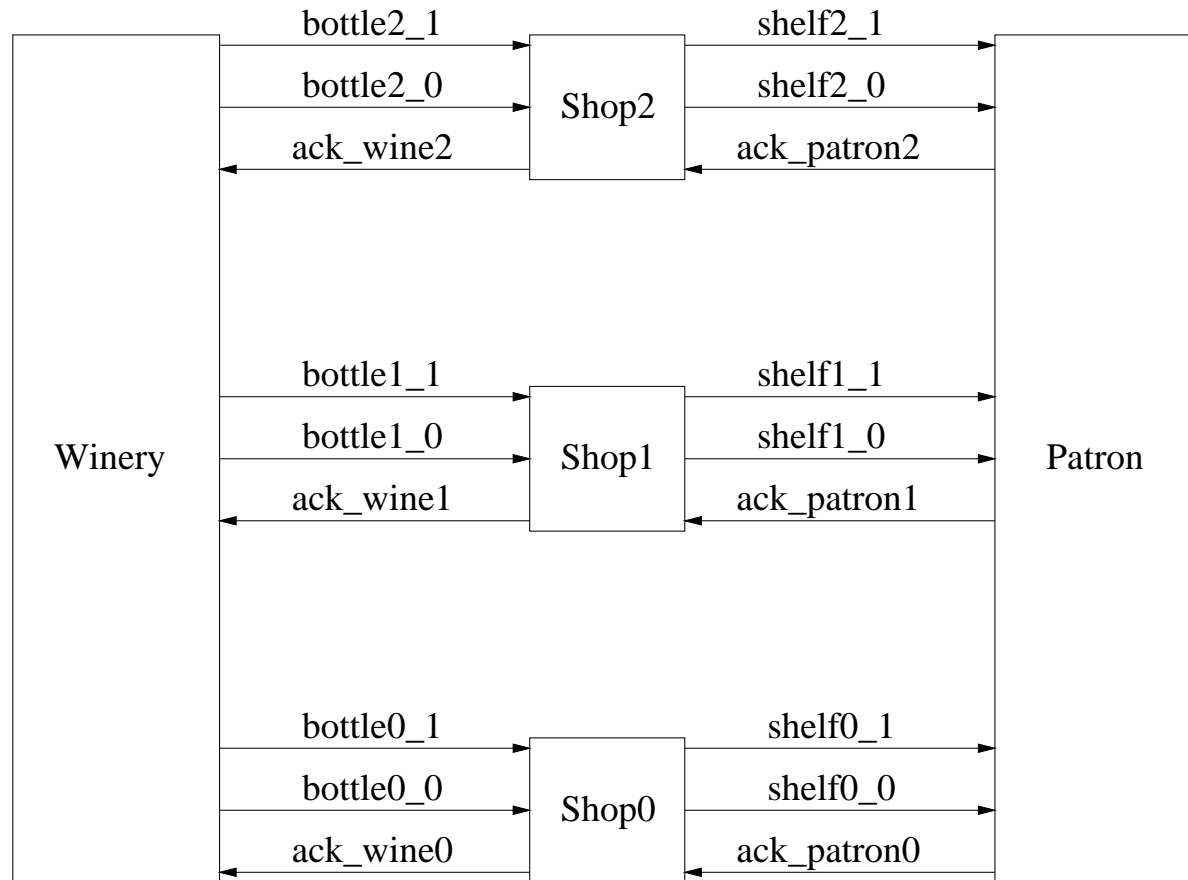 bottle2_1 shelf2_1
bottle2_0 Shop2 shelf2_0
ack_wine2 ack_patron2
bottle1_1 shelf1_1
Winery bottle1_0 Shop1 shelf1_0 Patron
ack_wine1 ack_patron1
bottle0_1 shelf0_1
bottle0_0 Shop0 shelf0_0
ack_wine0 ack_patron0